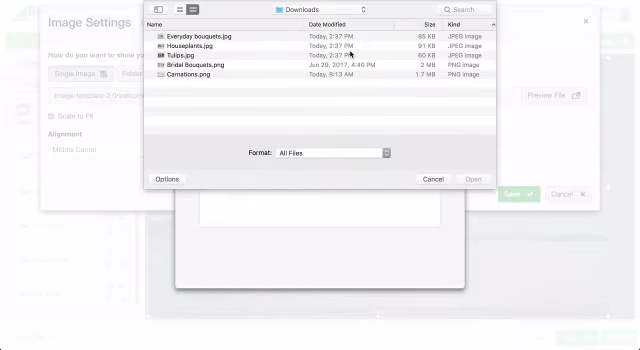 Image Settings
Downloads
Search
Name Date Modified Size Kind
Everyday bouquets.jpg Today, 2:37 PM 85 KB JPEG image
Houseplants.jpg Today, 2:37 PM 91 KB JPEG image
Tulips.jpg Today, 2:37 PM 60 KB JPEG image
Bridal Bouquets.png Jun 29, 2017, 4:40 PM 2 MB PNG image
Carnations.png Today, 9:13 AM 1.7 MB PNG image
How do you want to show you
Single Image Folder
Preview File
Scale to Fit
Alignment
Middle Center
Format: All Files
Options Cancel Open
Save Cancel